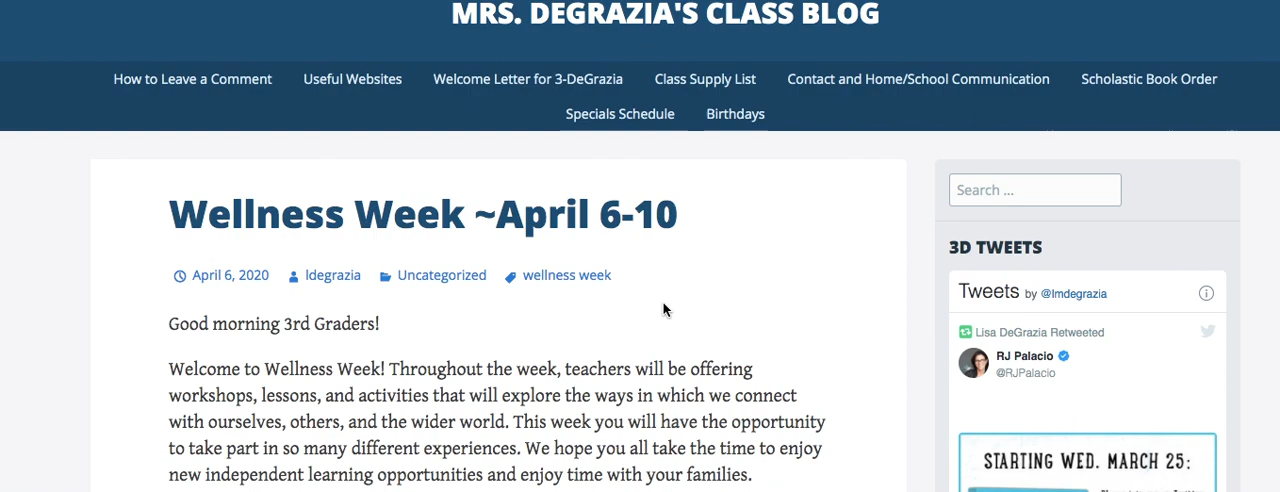 MRS. DEGRAZIA'S CLASS BLOG
How to Leave a Comment Useful Websites Welcome Letter for 3-DeGrazia Class Supply List Contact and Home/School Communication Scholastic Book Order
Specials Schedule Birthdays
Wellness Week ~April 6-10
April 6, 2020 ldegrazia Uncategorized wellness week
Good morning 3rd Graders!
Welcome to Wellness Week! Throughout the week, teachers will be offering
workshops, lessons, and activities that will explore the ways in which we connect
with ourselves, others, and the wider world. This week you will have the opportunity
to take part in so many different experiences. We hope you all take the time to enjoy
new independent learning opportunities and enjoy time with your families.
Search ...
3D TWEETS
Tweets by @lmdegrazia
Lisa DeGrazia Retweeted
RJ Palacio
@RJPalacio
STARTING WED. MARCH 25: